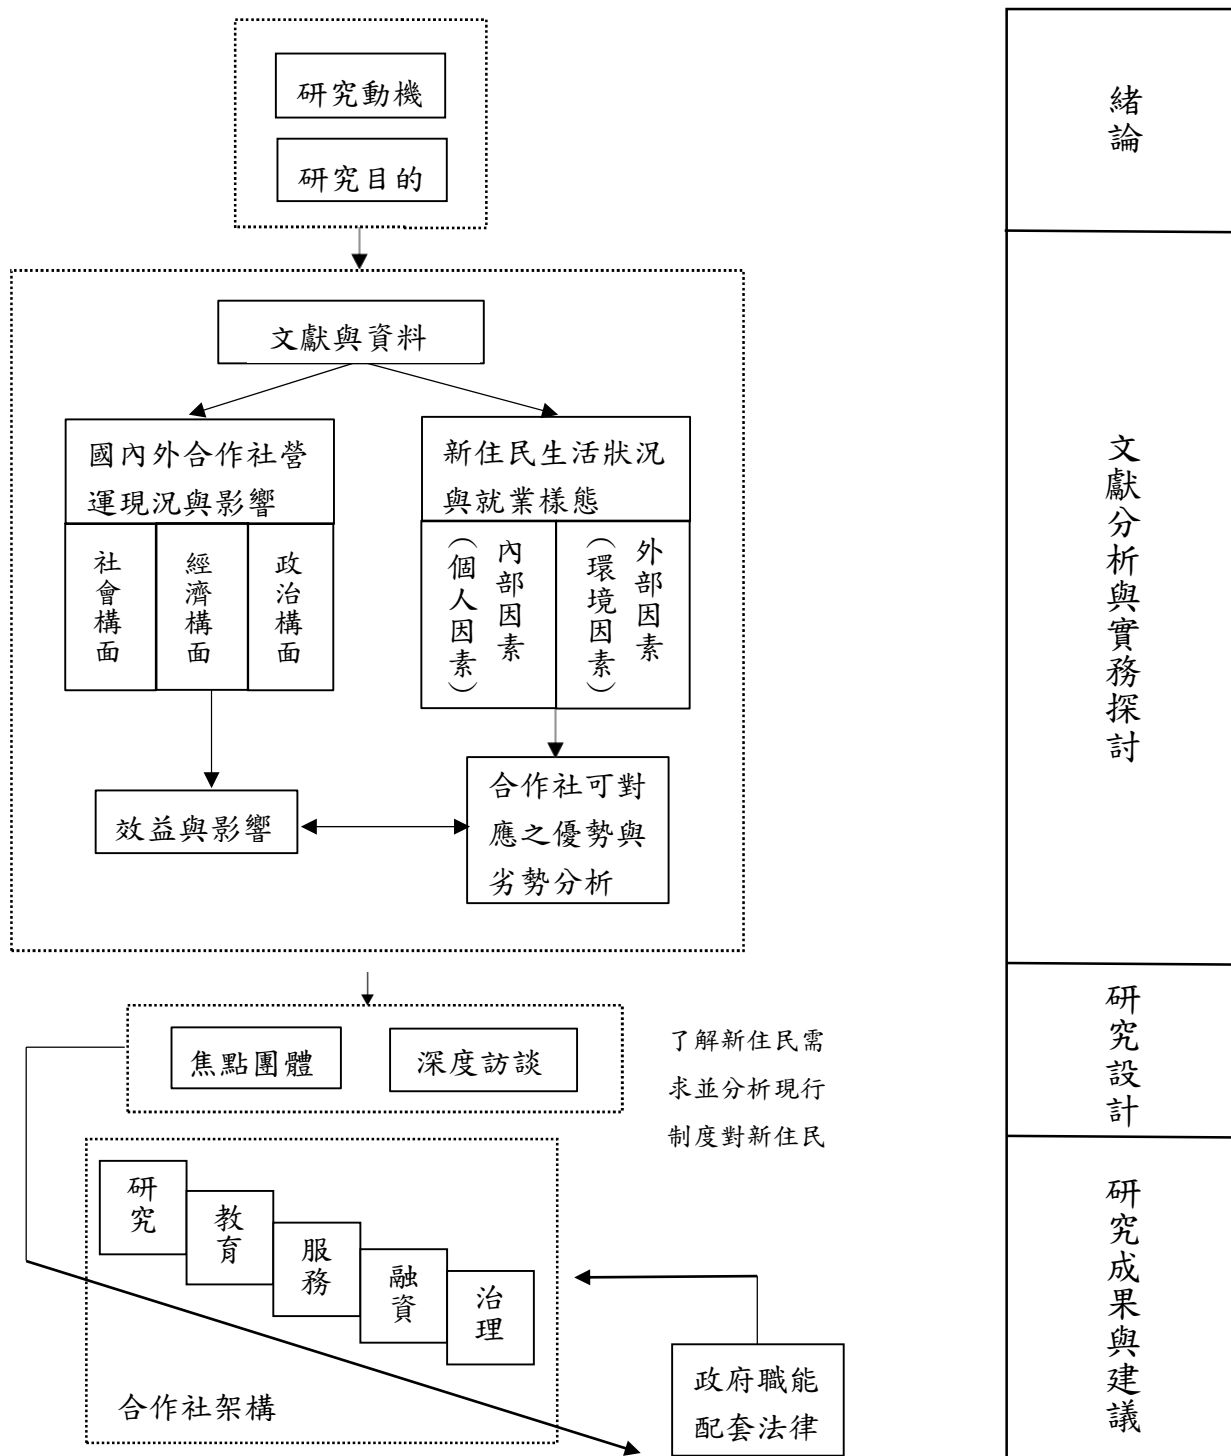 研究動機
研究目的
緒論
文獻與資料
國內外合作社營
運現況與影響
新住民生活狀況
與就業樣態
社會構面
經濟構面
政治構面
內部因素
（個人因素）
外部因素
（環境因素）
效益與影響
合作社可對
應之優勢與
劣勢分析
文獻分析與實務探討
焦點團體
深度訪談
了解新住民需
求並分析現行
制度對新住民
研究設計
研究
教育
服務
融資
治理
合作社架構
政府職能
配套法律
研究成果與建議